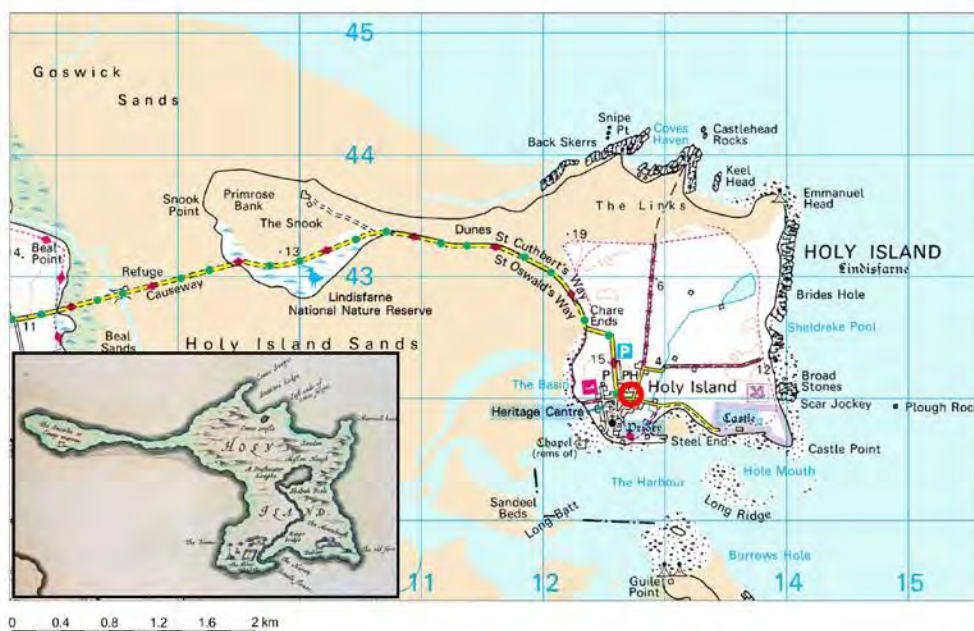 45
Goswick
Sands
Snipe
Pt
Coves
Haven
Castlehead
Rocks
Back Skerrs
44
Keel
Head
Snook
Point
Primrose
Bank
The Snook
The Links
Emmanuel
Head
Dunes
St Cuthbert's Way
St Oswald's Way
19
HOLY ISLAND
Lindisfarne
4.
Beal
Point
13
43
Refuge
Causeway
6
Brides Hole
Lindisfarne
National Nature Reserve
Chare
Ends
Sheldrake Pool
11
Beal
Sands
Holy Island Sands
15
P
4
12
The Basin
P
PH
Holy Island
Broad
Stones
Scar Jockey
Plough Rock
Heritage Centre
Priory
Castle
Chapel
(rems of)
Steel End
Castle Point
Hole Mouth
The Harbour
Sandeel
Beds
Long Batt
Long Ridge
Burrows Hole
Guile
Point
11
12
14
15
HOLY
ILAND
0 0.4 0.8 1.2 1.6 2 km